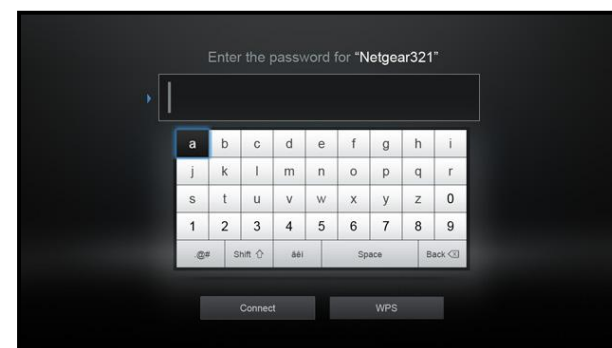 Enter the password for “Netgear321”
a b c d e f g h i
j k l m n o p q r
s t u v w x y z 0
1 2 3 4 5 6 7 8 9
.@# Shift āéi Space Back
Connect WPS